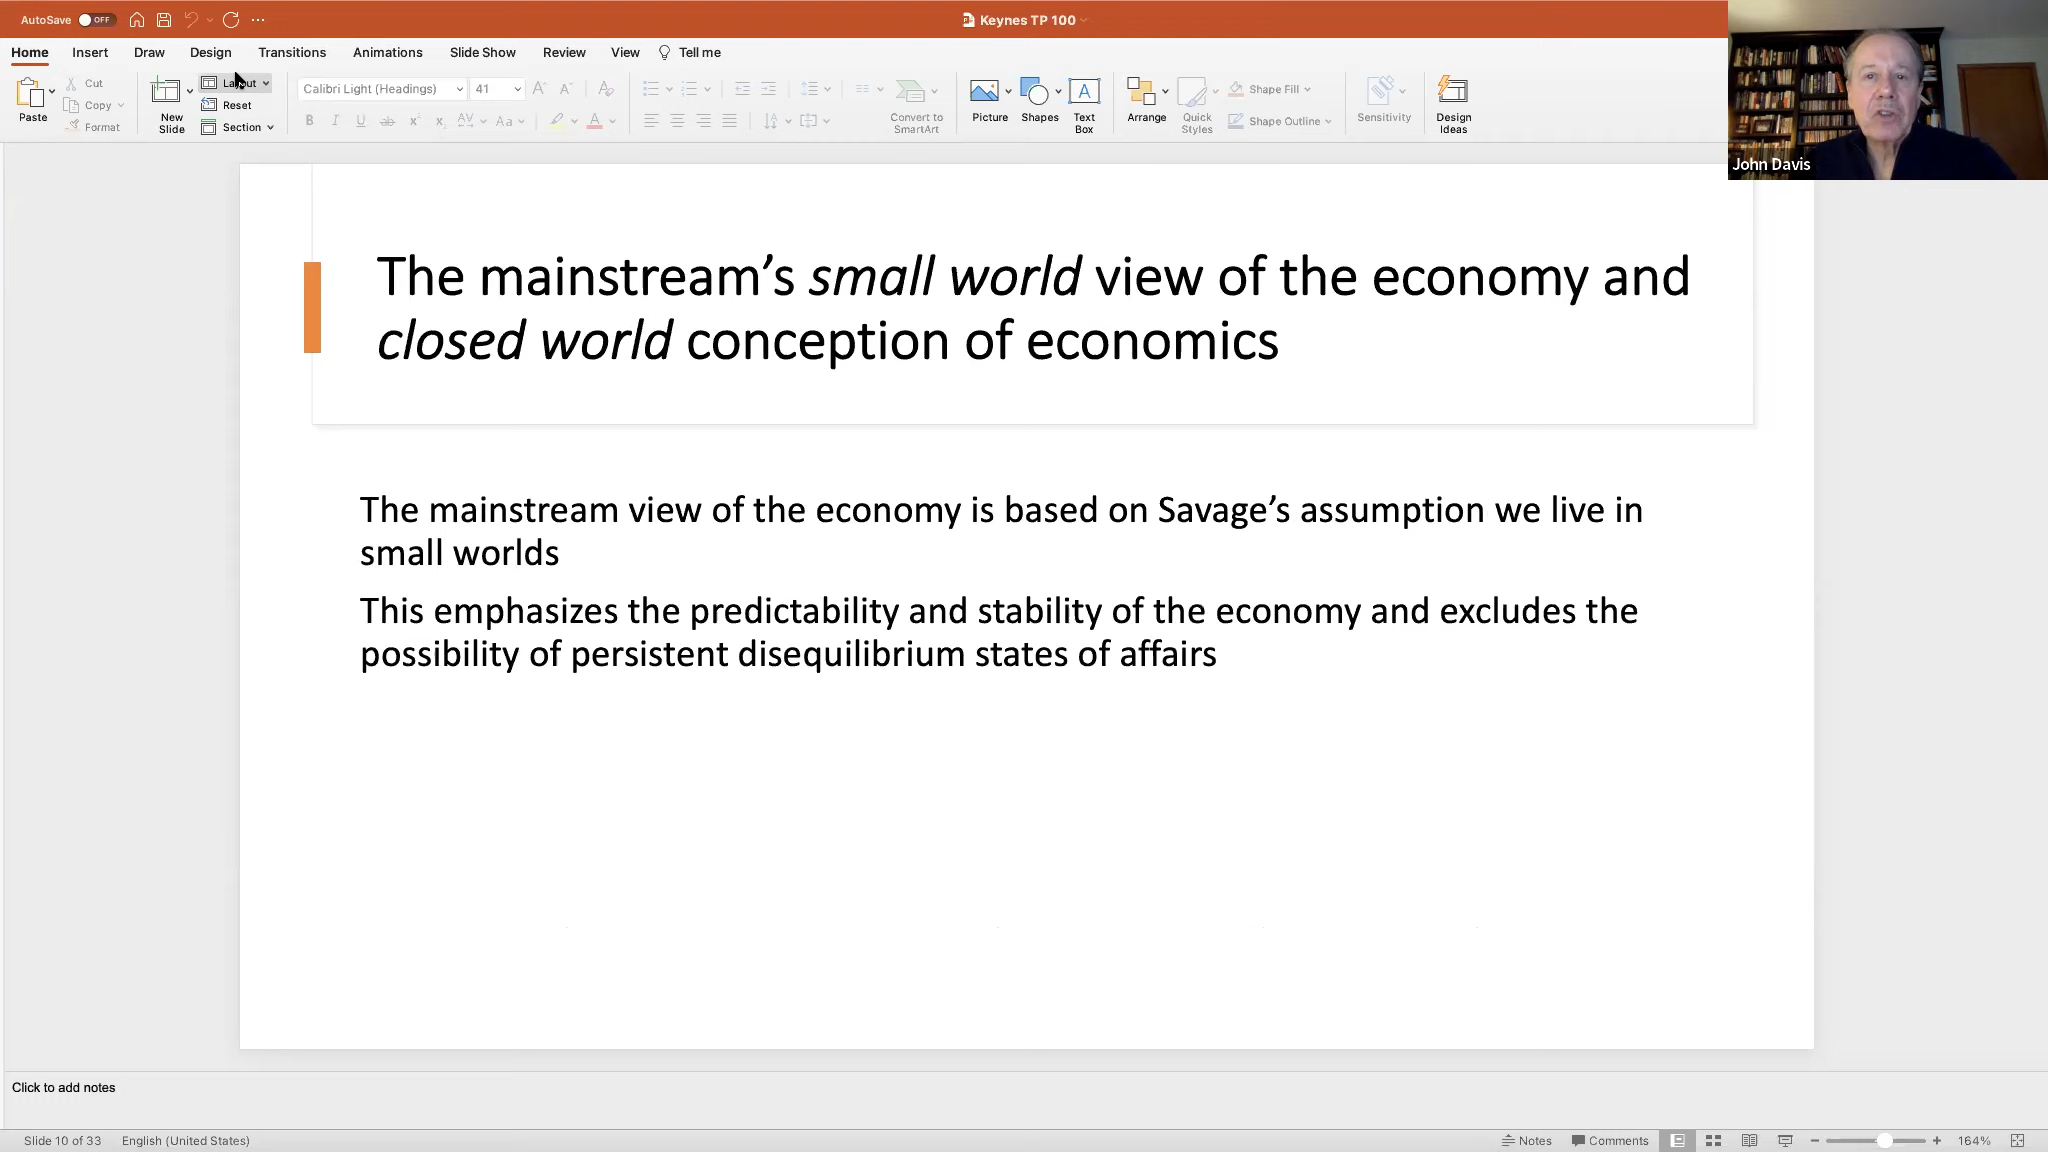 AutoSave OFF
Keynes TP 100
Home Insert Draw Design Transitions Animations Slide Show Review View Tell me
Paste
Cut
Copy
Format
New
Slide
Layout
Reset
Section
Calibri Light (Headings) 41
Convert to
SmartArt
Picture
Shapes
Text
Box
Arrange
Quick
Styles
Shape Fill
Shape Outline
Sensitivity
Design
Ideas
John Davis
The mainstream’s small world view of the economy and
closed world conception of economics
The mainstream view of the economy is based on Savage’s assumption we live in
small worlds
This emphasizes the predictability and stability of the economy and excludes the
possibility of persistent disequilibrium states of affairs
Click to add notes
Slide 10 of 33 English (United States) Notes Comments 164%